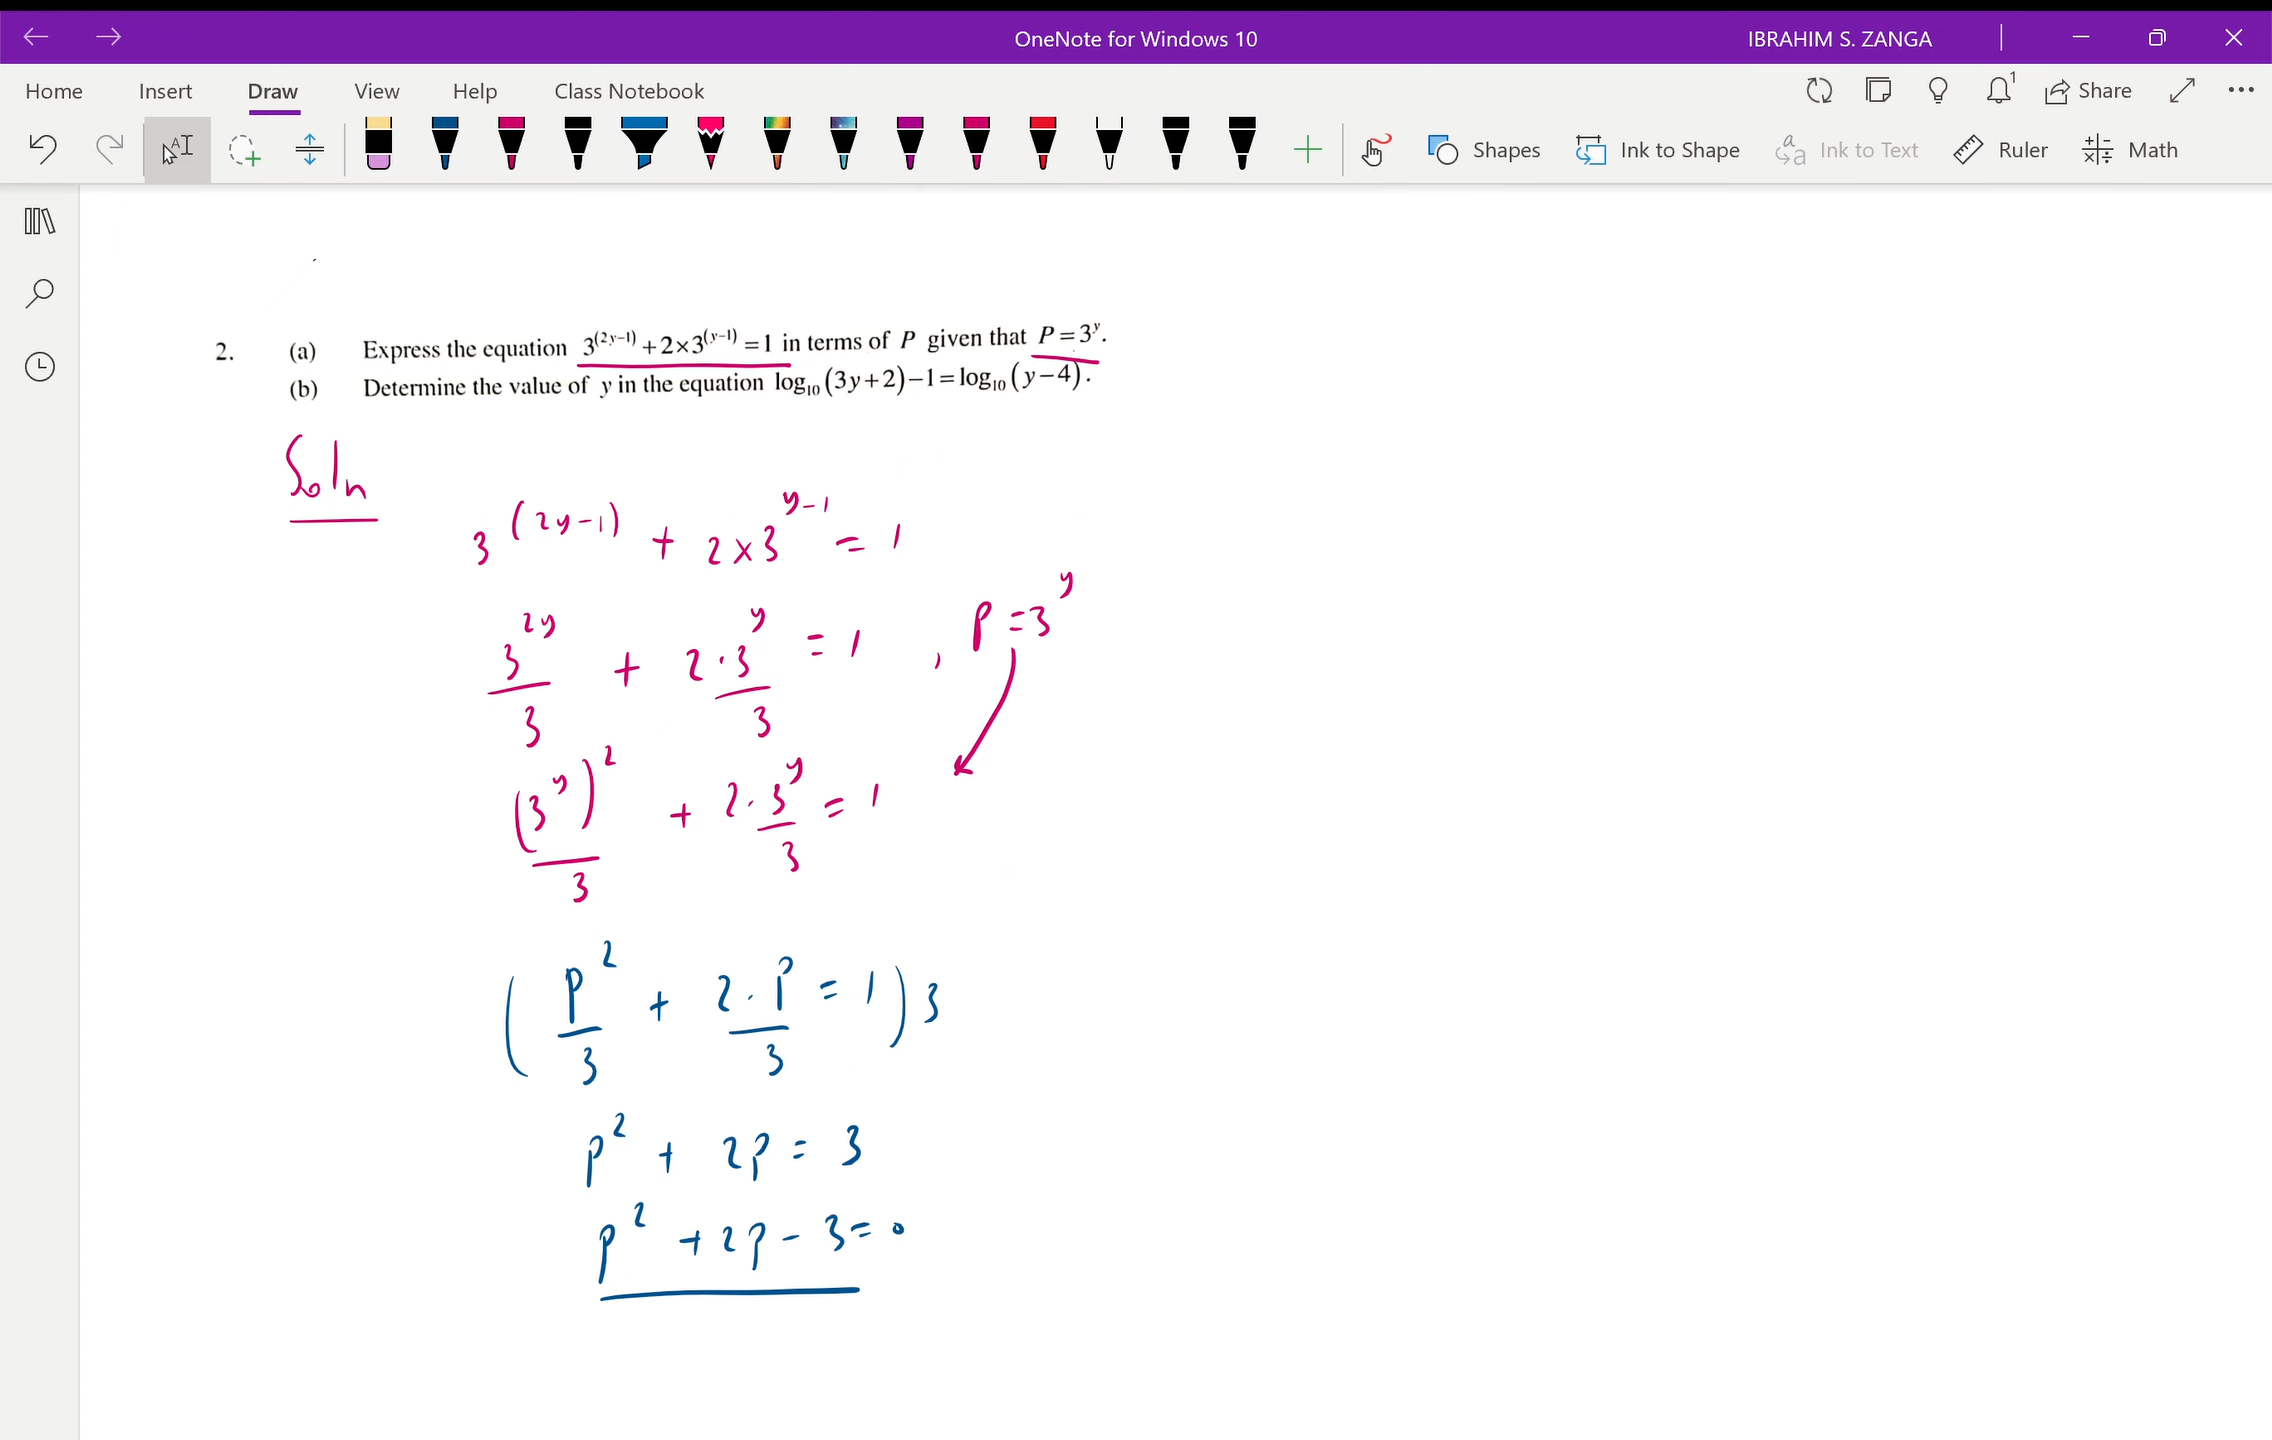 OneNote for Windows 10
IBRAHIM S. ZANGA
Home Insert Draw View Help Class Notebook
1 Share
Shapes Ink to Shape Ink to Text Ruler Math
2. (a) Express the equation 3^(2y−1) + 2×3^(y−1) = 1 in terms of P given that P = 3^y.
(b) Determine the value of y in the equation log₁₀(3y+2)−1 = log₁₀(y−4).
Soln
3^(2y−1) + 2×3^(y−1) = 1
3^(2y)/3 + 2·3^y/3 = 1 , P = 3^y
(3^y)^2/3 + 2·3^y/3 = 1
(P^2/3 + 2·P/3 = 1) 3
P^2 + 2P = 3
P^2 + 2P − 3 = 0